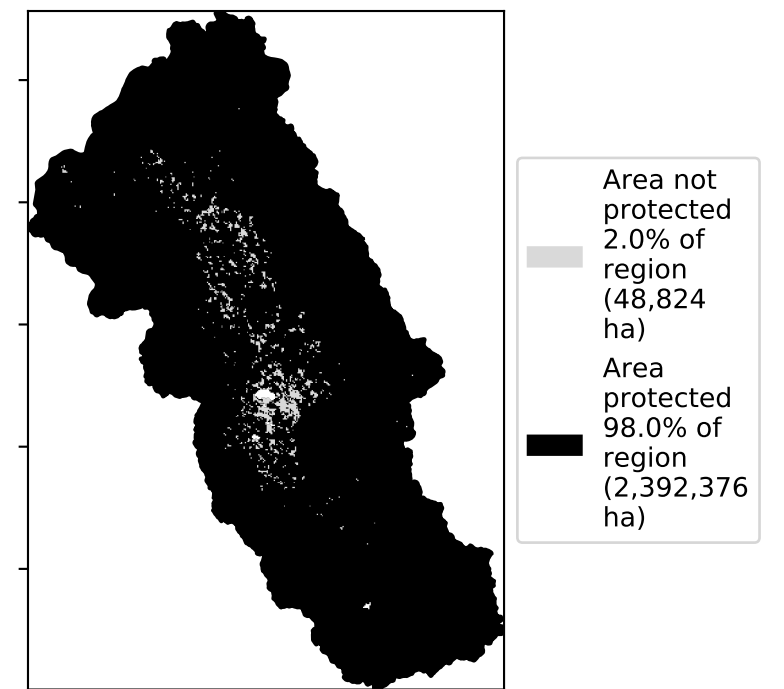 Area not
protected
2.0% of
region
(48,824
ha)
Area
protected
98.0% of
region
(2,392,376
ha)